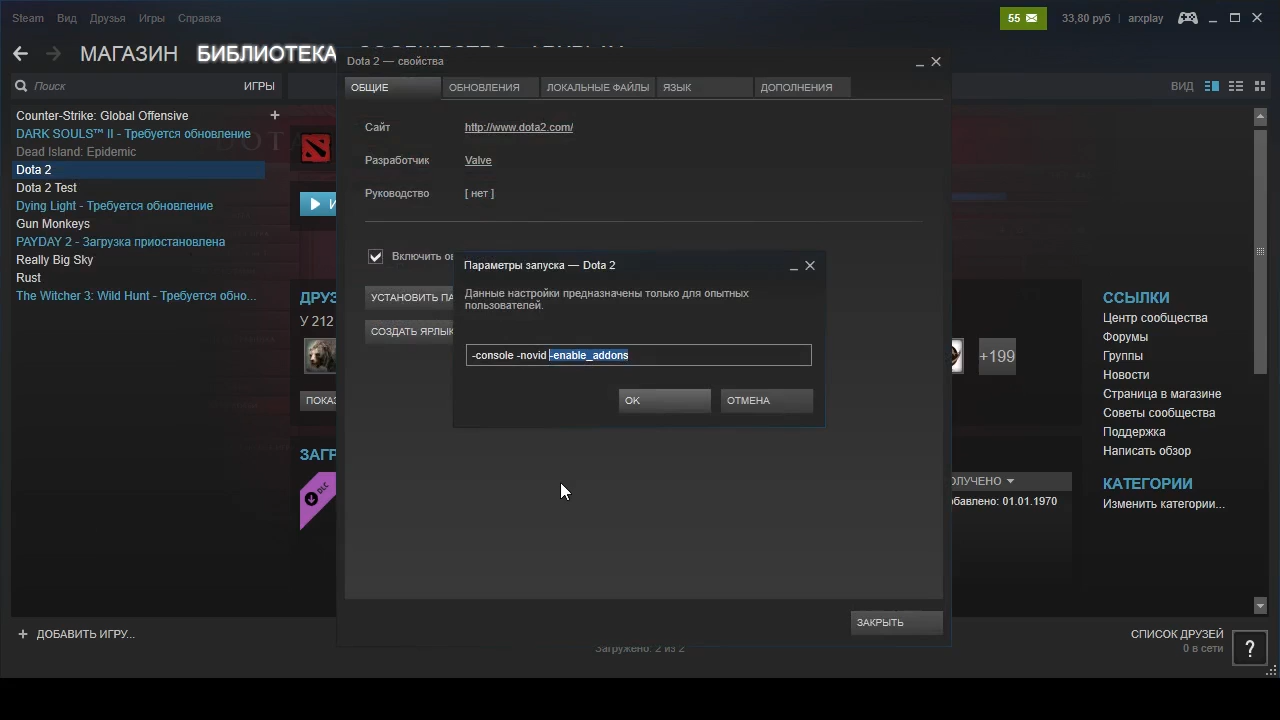 Steam Вид Друзья Игры Справка
55
33,80 руб arxplay
МАГАЗИН БИБЛИОТЕКА
Dota 2 — свойства
Поиск ИГРЫ
ОБЩИЕ ОБНОВЛЕНИЯ ЛОКАЛЬНЫЕ ФАЙЛЫ ЯЗЫК ДОПОЛНЕНИЯ
ВИД
Counter-Strike: Global Offensive
DARK SOULS™ II - Требуется обновление
Dead Island: Epidemic
Dota 2
Dota 2 Test
Dying Light - Требуется обновление
Gun Monkeys
PAYDAY 2 - Загрузка приостановлена
Really Big Sky
Rust
The Witcher 3: Wild Hunt - Требуется обно...
Сайт http://www.dota2.com/
Разработчик Valve
Руководство [ нет ]
Включить ов
УСТАНОВИТЬ ПА
СОЗДАТЬ ЯРЛЫК
Параметры запуска — Dota 2
Данные настройки предназначены только для опытных
пользователей.
-console -novid -enable_addons
OK ОТМЕНА
ДРУЗ
У 212
+199
ПОКАЗ
ЗАГР
DLC
ОЛУЧЕНО
обавлено: 01.01.1970
ССЫЛКИ
Центр сообщества
Форумы
Группы
Новости
Страница в магазине
Советы сообщества
Поддержка
Написать обзор
КАТЕГОРИИ
Изменить категории...
ЗАКРЫТЬ
+ ДОБАВИТЬ ИГРУ...
Загружено: 2 из 2
СПИСОК ДРУЗЕЙ
0 в сети
?